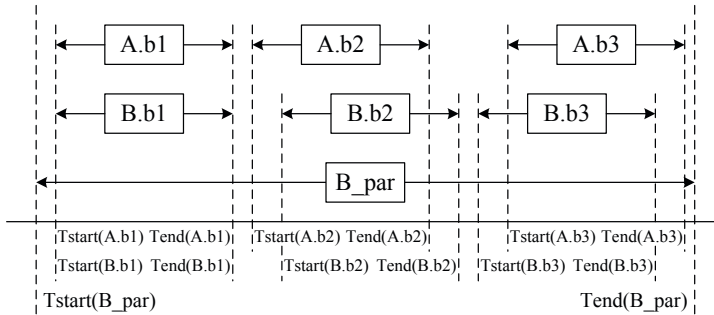 A.b1 A.b2 A.b3
B.b1 B.b2 B.b3
B_par
Tstart(A.b1) Tend(A.b1) Tstart(A.b2) Tend(A.b2) Tstart(A.b3) Tend(A.b3)
Tstart(B.b1) Tend(B.b1) Tstart(B.b2) Tend(B.b2) Tstart(B.b3) Tend(B.b3)
Tstart(B_par) Tend(B_par)